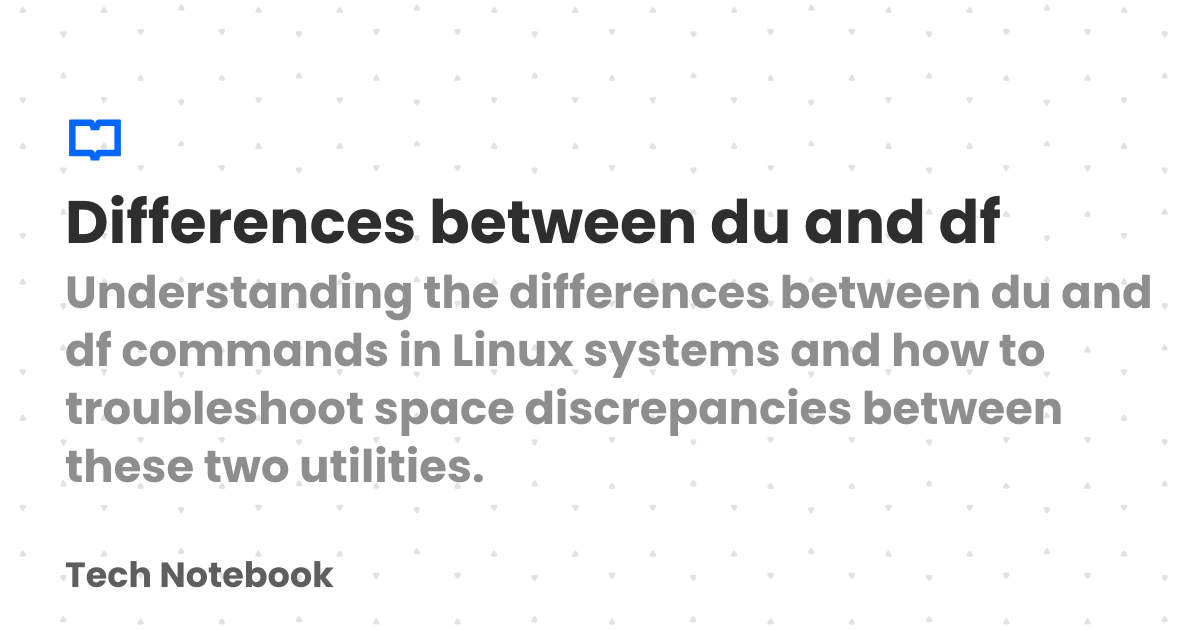 Differences between du and df
Understanding the differences between du and
df commands in Linux systems and how to
troubleshoot space discrepancies between
these two utilities.
Tech Notebook